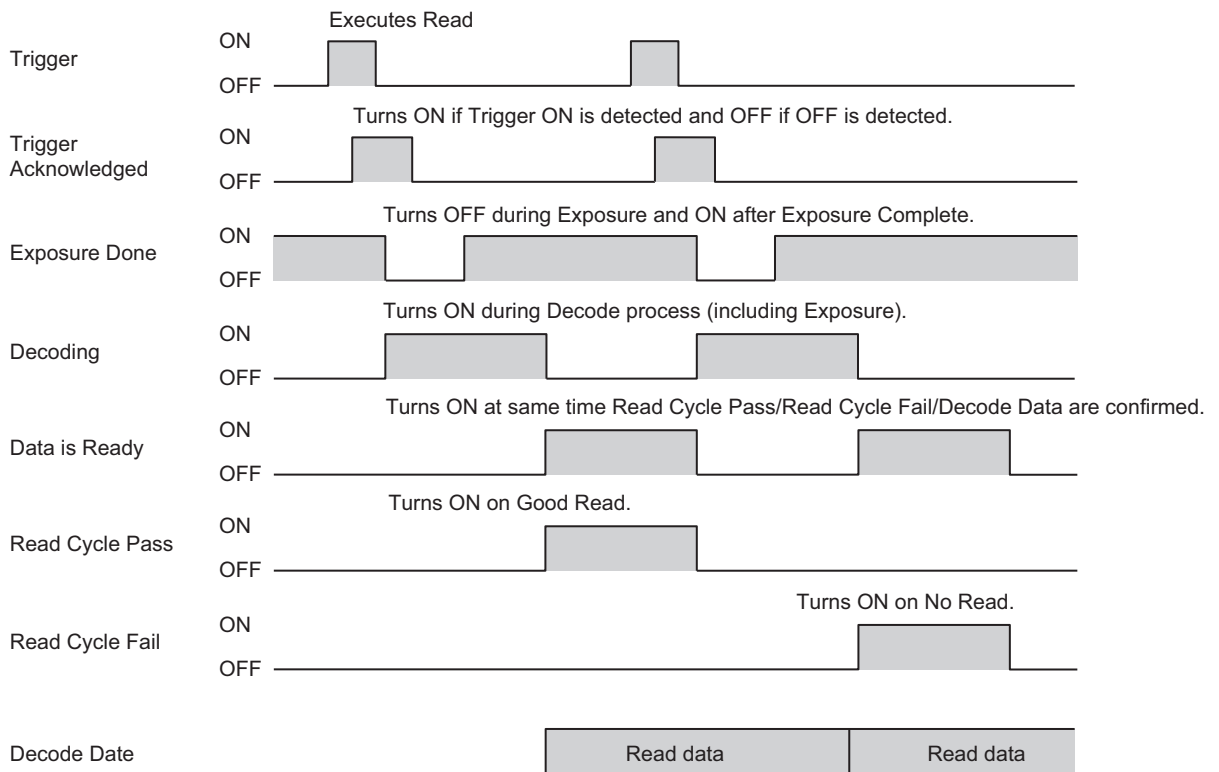 Executes Read
Trigger
ON
OFF
Turns ON if Trigger ON is detected and OFF if OFF is detected.
Trigger
Acknowledged
ON
OFF
Turns OFF during Exposure and ON after Exposure Complete.
Exposure Done
ON
OFF
Turns ON during Decode process (including Exposure).
Decoding
ON
OFF
Turns ON at same time Read Cycle Pass/Read Cycle Fail/Decode Data are confirmed.
Data is Ready
ON
OFF
Turns ON on Good Read.
Read Cycle Pass
ON
OFF
Turns ON on No Read.
Read Cycle Fail
ON
OFF
Decode Date
Read data
Read data